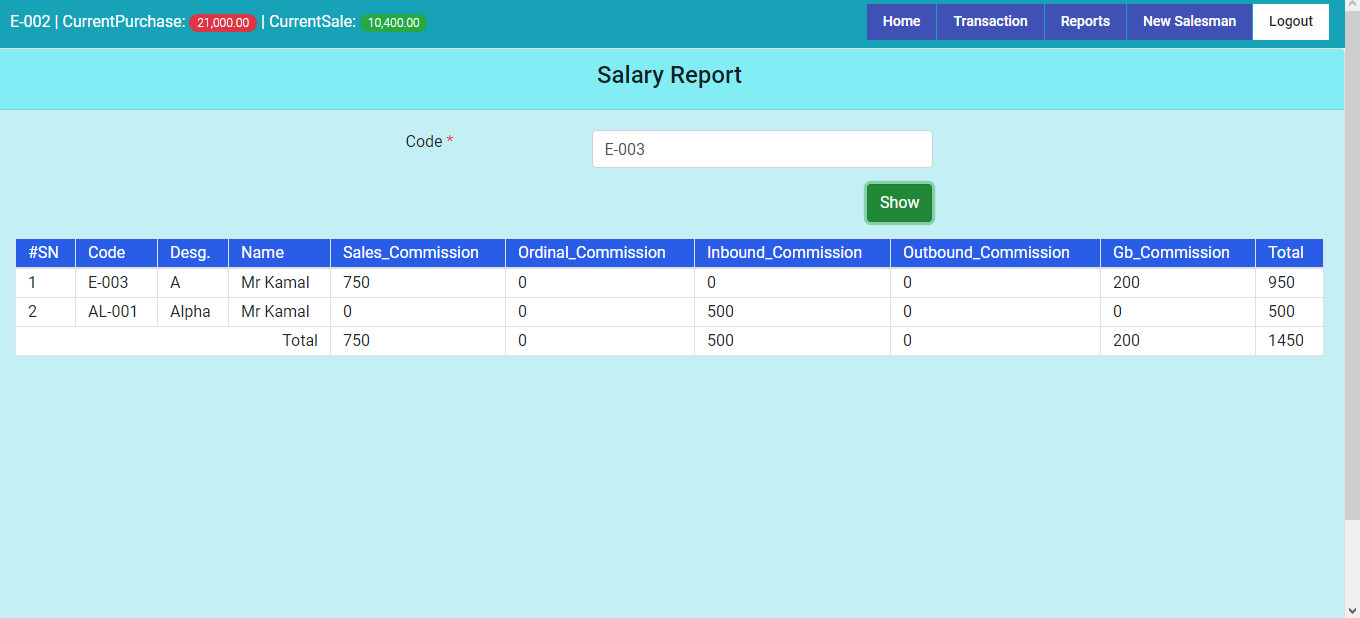 E-002 | CurrentPurchase: 21,000.00 | CurrentSale: 10,400.00 Home Transaction Reports New Salesman Logout
Salary Report
Code *
E-003
Show
#SN Code Desg. Name Sales_Commission Ordinal_Commission Inbound_Commission Outbound_Commission Gb_Commission Total
1 E-003 A Mr Kamal 750 0 0 0 200 950
2 AL-001 Alpha Mr Kamal 0 0 500 0 0 500
Total 750 0 500 0 200 1450